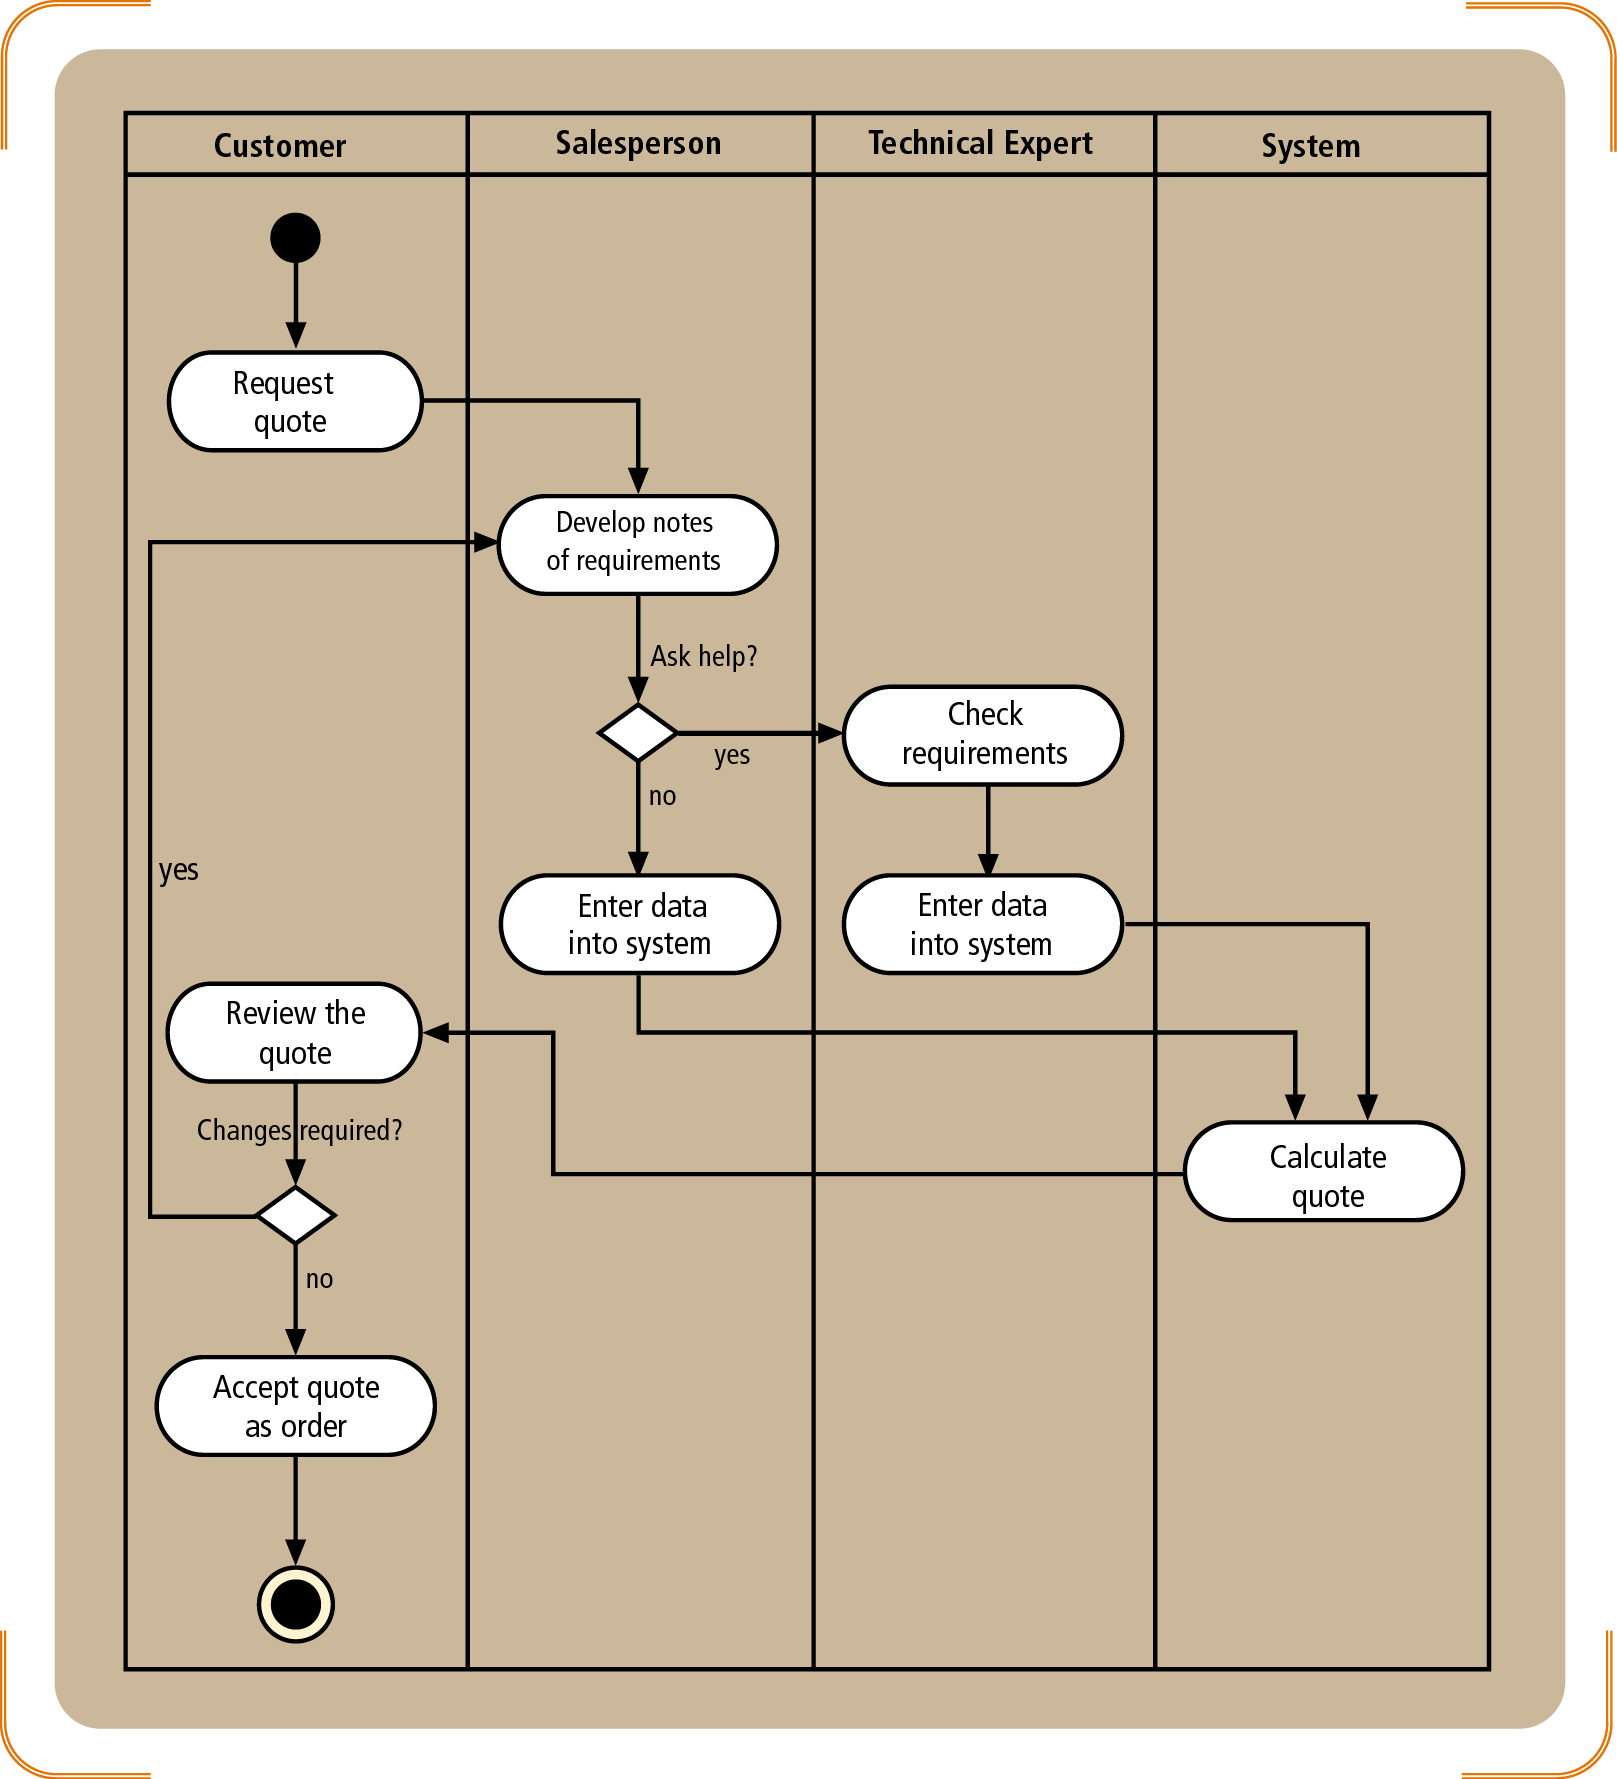 Customer
Salesperson
Technical Expert
System
Request
quote
Develop notes
of requirements
Ask help?
Check
requirements
yes
no
yes
Enter data
into system
Enter data
into system
Review the
quote
Changes required?
Calculate
quote
no
Accept quote
as order